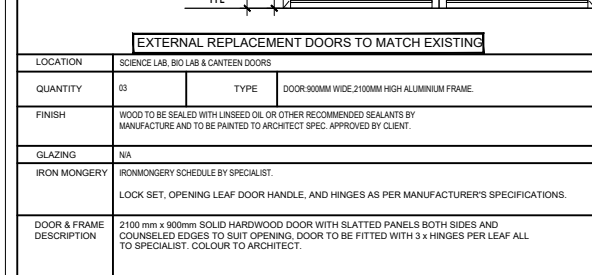 EXTERNAL REPLACEMENT DOORS TO MATCH EXISTING
LOCATION SCIENCE LAB, BIO LAB & CANTEEN DOORS
QUANTITY 03 TYPE DOOR:900MM WIDE,2100MM HIGH ALUMINIUM FRAME.
FINISH WOOD TO BE SEALED WITH LINSEED OIL OR OTHER RECOMMENDED SEALANTS BY
MANUFACTURE AND TO BE PAINTED TO ARCHITECT SPEC. APPROVED BY CLIENT.
GLAZING N/A
IRON MONGERY IRONMONGERY SCHEDULE BY SPECIALIST.
LOCK SET, OPENING LEAF DOOR HANDLE, AND HINGES AS PER MANUFACTURER'S SPECIFICATIONS.
DOOR & FRAME 2100 mm x 900mm SOLID HARDWOOD DOOR WITH SLATTED PANELS BOTH SIDES AND
DESCRIPTION COUNSELED EDGES TO SUIT OPENING, DOOR TO BE FITTED WITH 3 x HINGES PER LEAF ALL
TO SPECIALIST. COLOUR TO ARCHITECT.